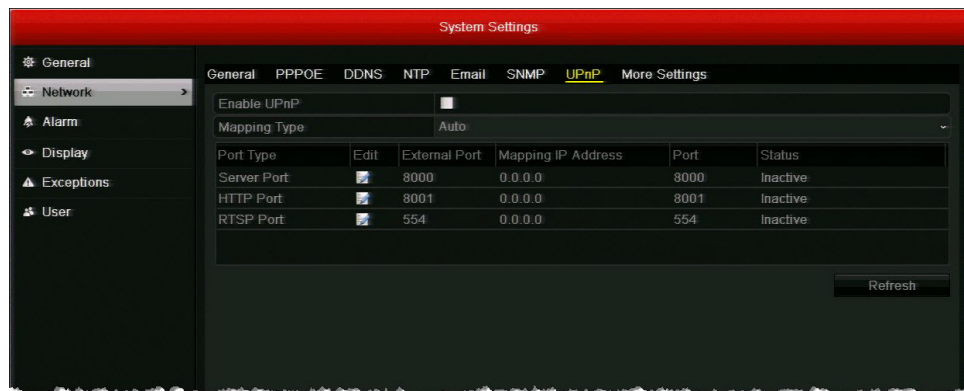 System Settings
General
Network
Alarm
Display
Exceptions
User
General PPPOE DDNS NTP Email SNMP UPnP More Settings
Enable UPnP
Mapping Type Auto
Port Type Edit External Port Mapping IP Address Port Status
Server Port 8000 0.0.0.0 8000 Inactive
HTTP Port 8001 0.0.0.0 8001 Inactive
RTSP Port 554 0.0.0.0 554 Inactive
Refresh